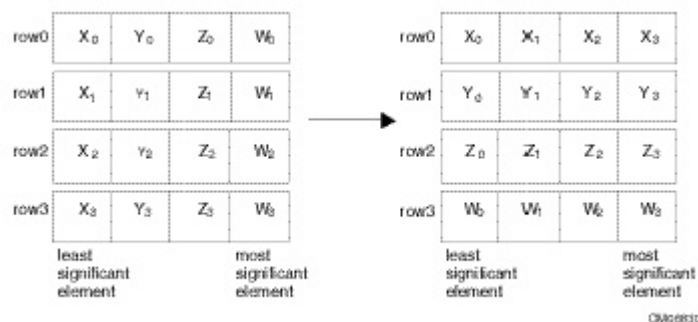 row0 X₀ Y₀ Z₀ W₀ row0 X₀ X₁ X₂ X₃
row1 X₁ Y₁ Z₁ W₁ row1 Y₀ Y₁ Y₂ Y₃
row2 X₂ Y₂ Z₂ W₂ row2 Z₀ Z₁ Z₂ Z₃
row3 X₃ Y₃ Z₃ W₃ row3 W₀ W₁ W₂ W₃
least most least most
significant significant significant significant
element element element element